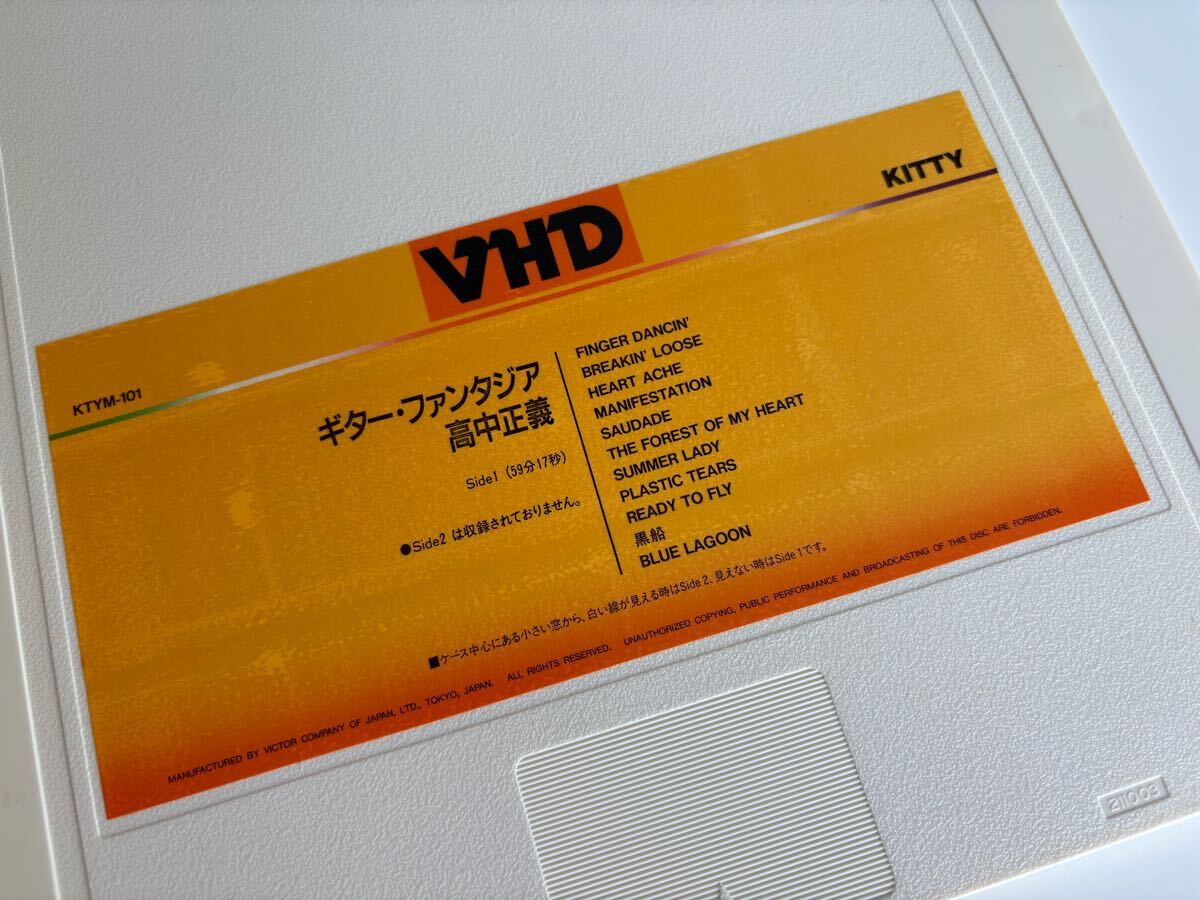 VHD
KITTY
KTYM-101
ギター・ファンタジア
高中正義
Side1(59分17秒)
●Side2 は収録されておりません。
FINGER DANCIN'
BREAKIN' LOOSE
HEART ACHE
MANIFESTATION
SAUDADE
THE FOREST OF MY HEART
SUMMER LADY
PLASTIC TEARS
READY TO FLY
黒船
BLUE LAGOON
■ケース中心にある小さい窓から、白い線が見える時はSide 2、見えない時はSide 1です。
MANUFACTURED BY VICTOR COMPANY OF JAPAN, LTD., TOKYO, JAPAN. ALL RIGHTS RESERVED. UNAUTHORIZED COPYING, PUBLIC PERFORMANCE AND BROADCASTING OF THIS DISC ARE FORBIDDEN.
211003